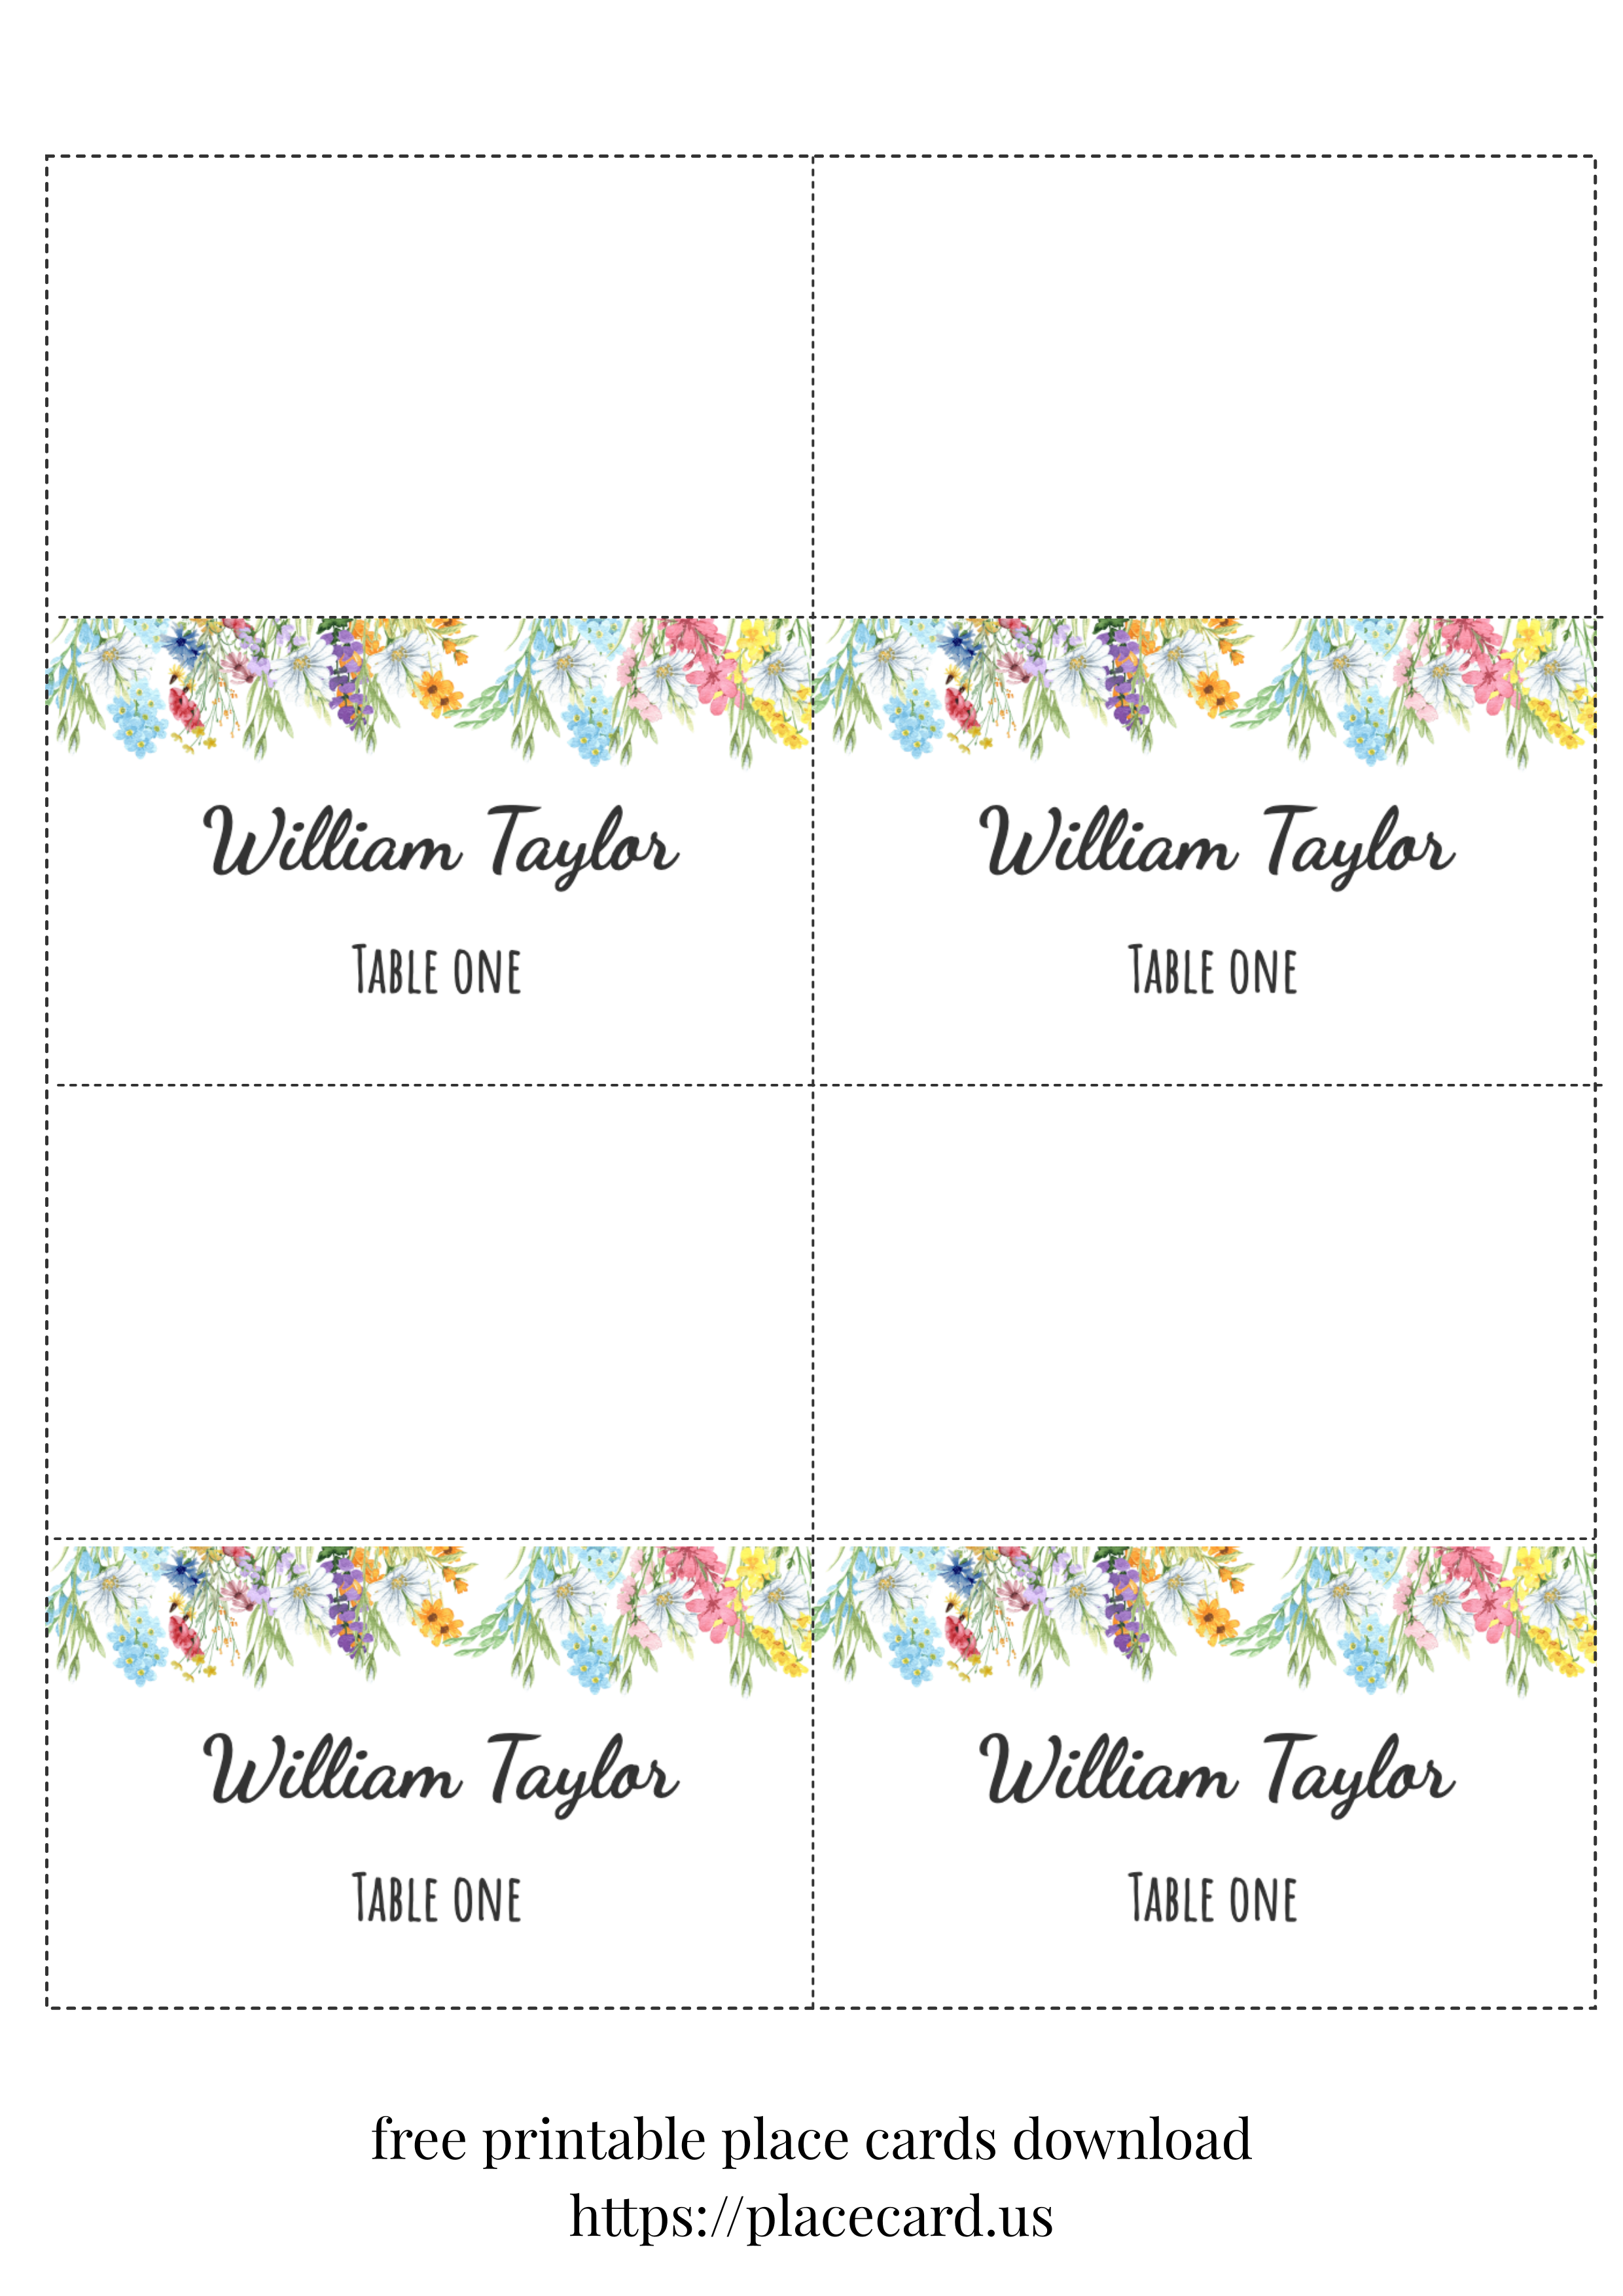 William Taylor William Taylor
Table one Table one
William Taylor William Taylor
Table one Table one
free printable place cards download
https://placecard.us